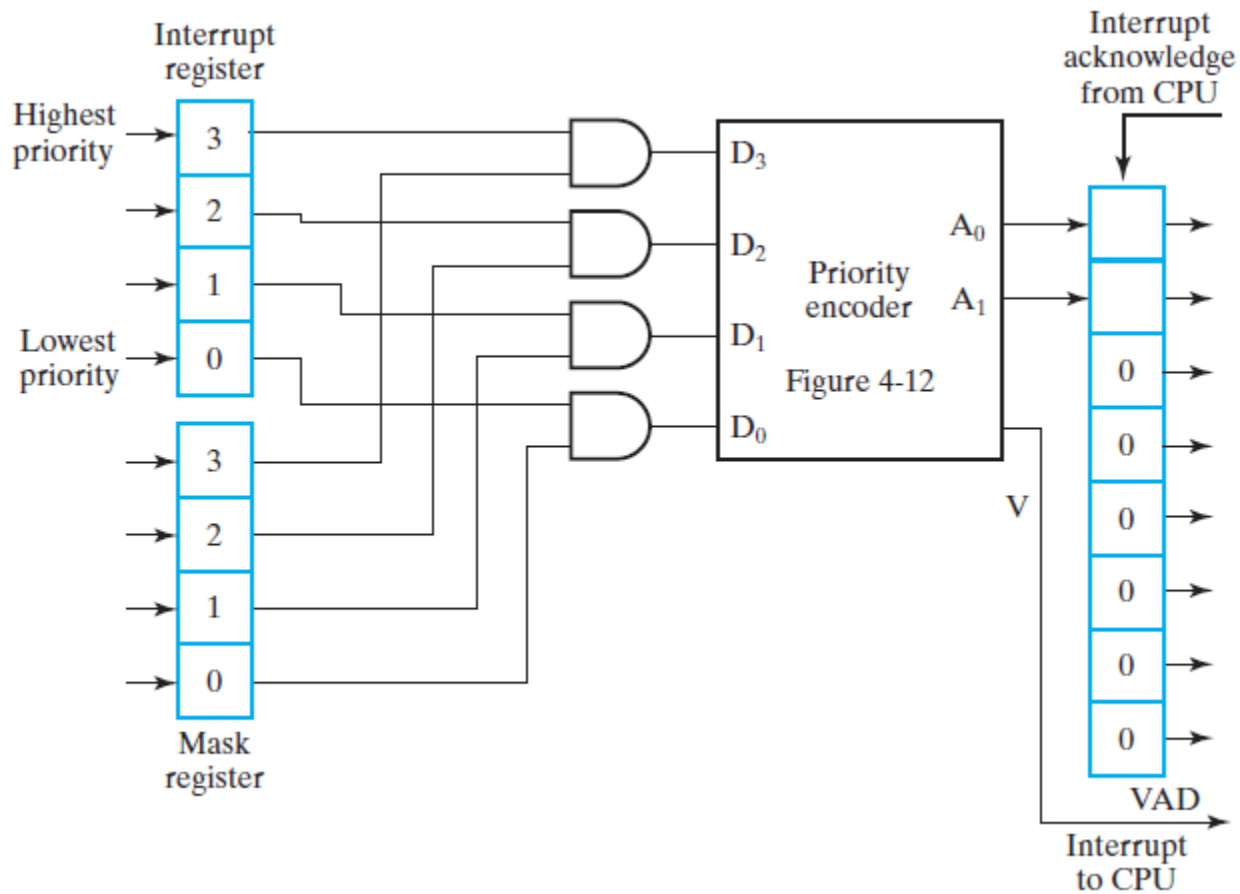 Interrupt
register
Highest
priority
3
2
1
Lowest
priority
0
3
2
1
0
Mask
register
D3
D2
D1
D0
Priority
encoder
Figure 4-12
A0
A1
V
Interrupt
acknowledge
from CPU
0
0
0
0
0
0
VAD
Interrupt
to CPU